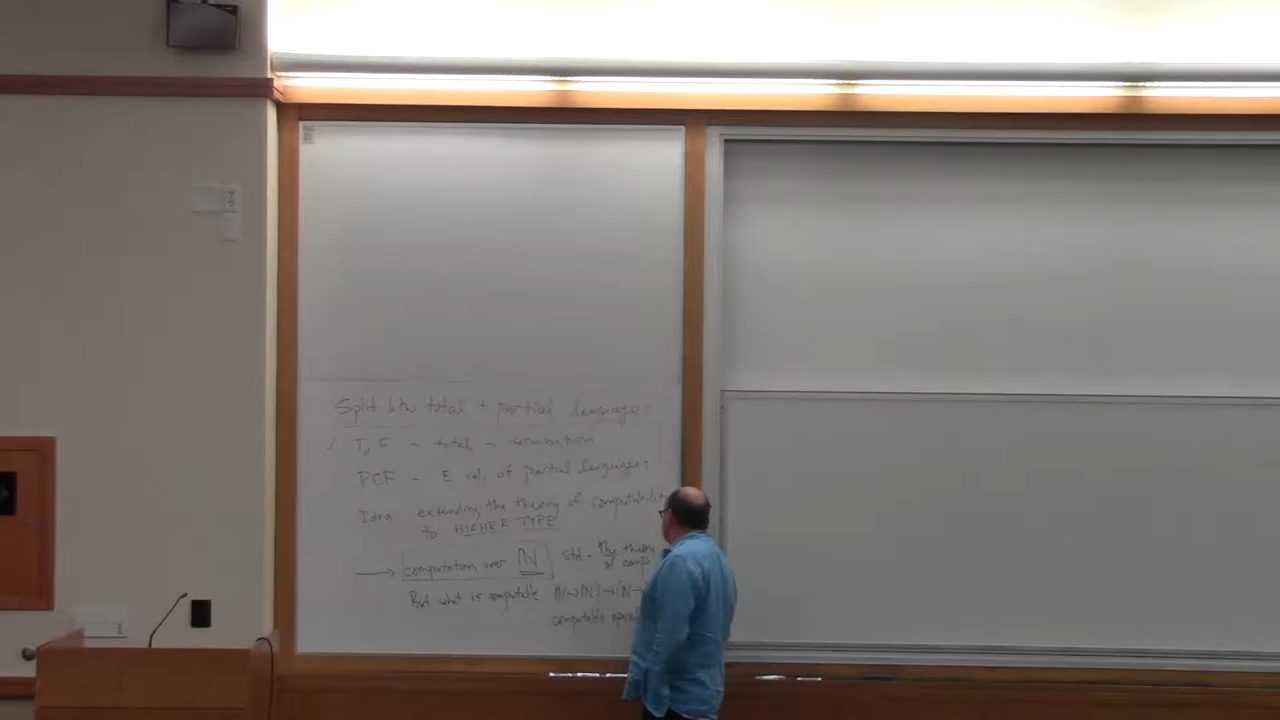 Split btw total + partial languages
T, F - total - termination
PCF - E of partial languages
Idea extending the theory of computability
to HIGHER TYPE
→ Computation over ℕ std - the theory
of comp
But what is computable
computable